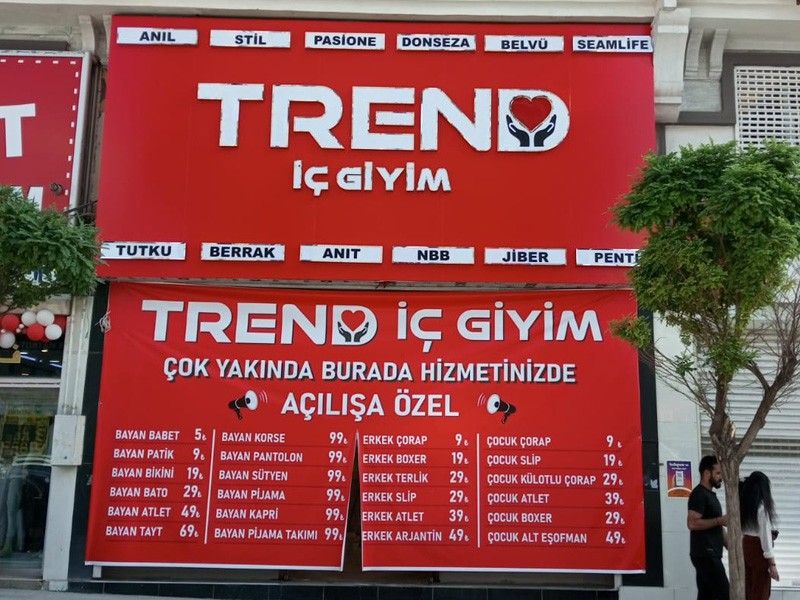 ANIL STİL PASİONE DONSEZA BELVÜ SEAMLIFE
TREND
İÇ GİYİM
TUTKU BERRAK ANIT NBB JİBER PENTİ
TREND İÇ GİYİM
ÇOK YAKINDA BURADA HİZMETİNİZDE
AÇILIŞA ÖZEL
BAYAN BABET 5₺
BAYAN PATİK 9₺
BAYAN BİKİNİ 19₺
BAYAN BATO 29₺
BAYAN ATLET 49₺
BAYAN TAYT 69₺
BAYAN KORSE 99₺
BAYAN PANTOLON 99₺
BAYAN SÜTYEN 99₺
BAYAN PİJAMA 99₺
BAYAN KAPRİ 99₺
BAYAN PİJAMA TAKIMI 99₺
ERKEK ÇORAP 9₺
ERKEK BOXER 19₺
ERKEK TERLİK 29₺
ERKEK SLİP 29₺
ERKEK ATLET 39₺
ERKEK ARJANTİN 49₺
ÇOCUK ÇORAP 9₺
ÇOCUK SLİP 19₺
ÇOCUK KÜLOTLU ÇORAP 29₺
ÇOCUK ATLET 39₺
ÇOCUK BOXER 29₺
ÇOCUK ALT EŞOFMAN 49₺